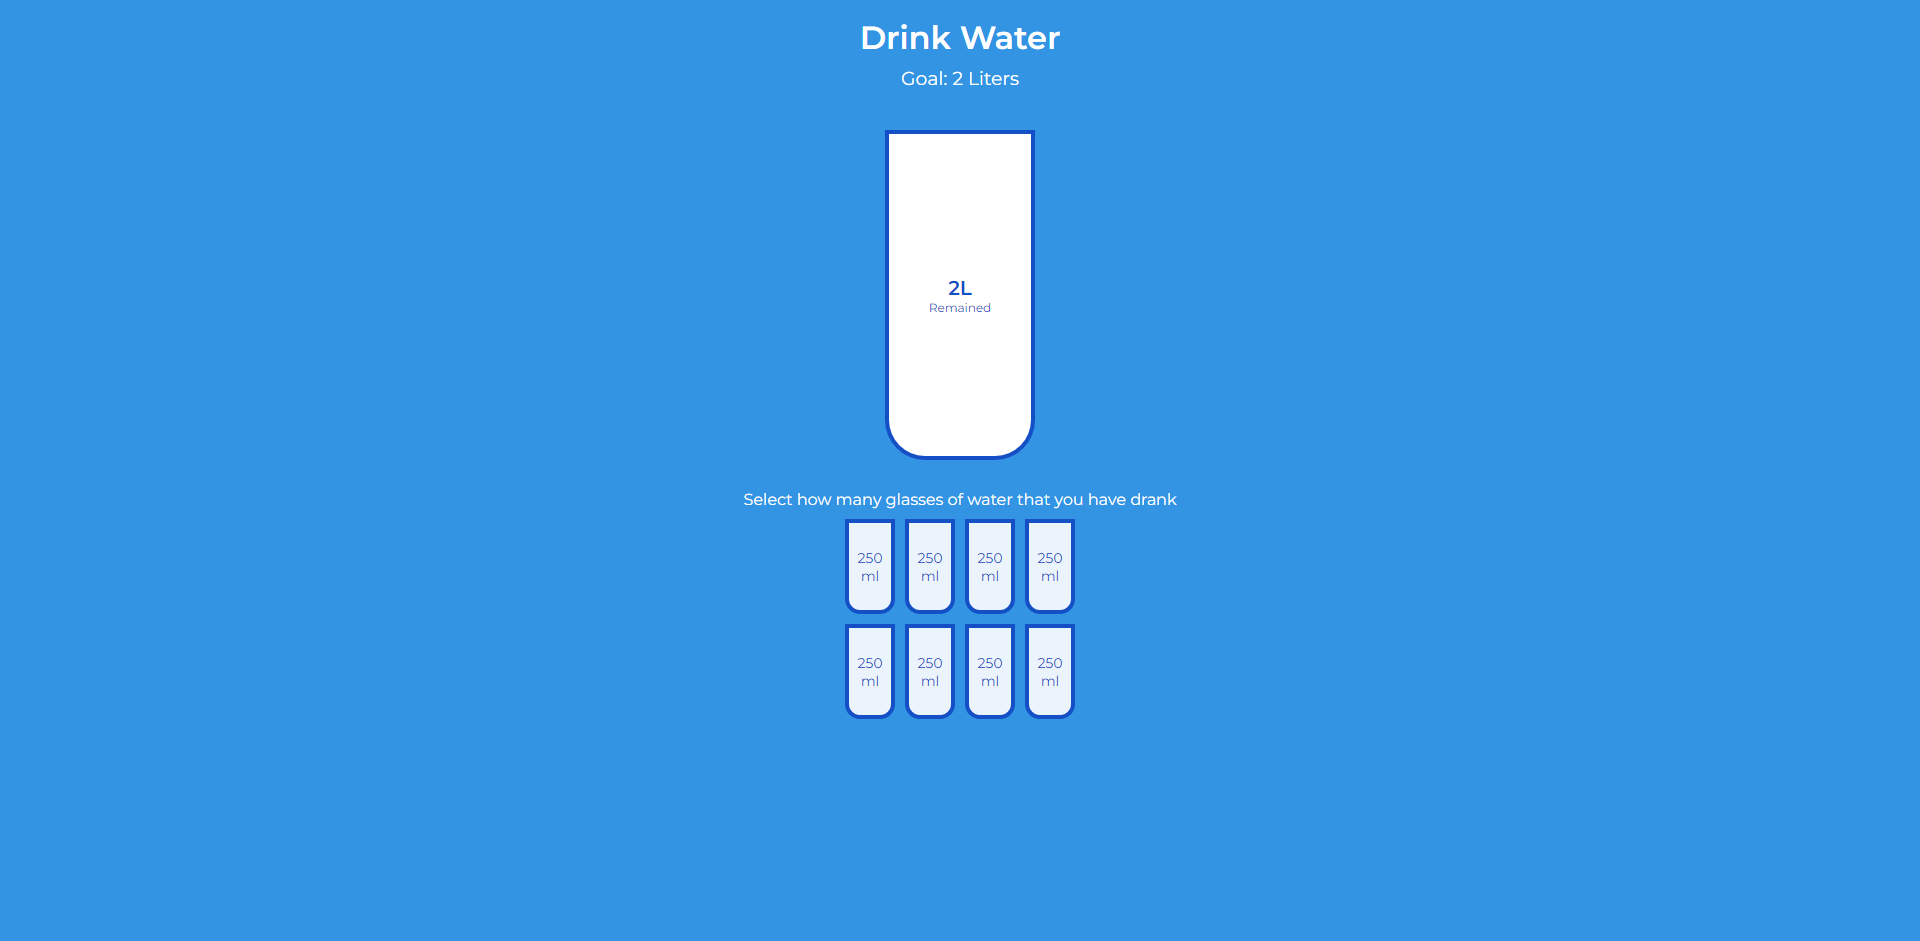 Drink Water
Goal: 2 Liters
2L
Remained
Select how many glasses of water that you have drank
250 250 250 250
ml ml ml ml
250 250 250 250
ml ml ml ml